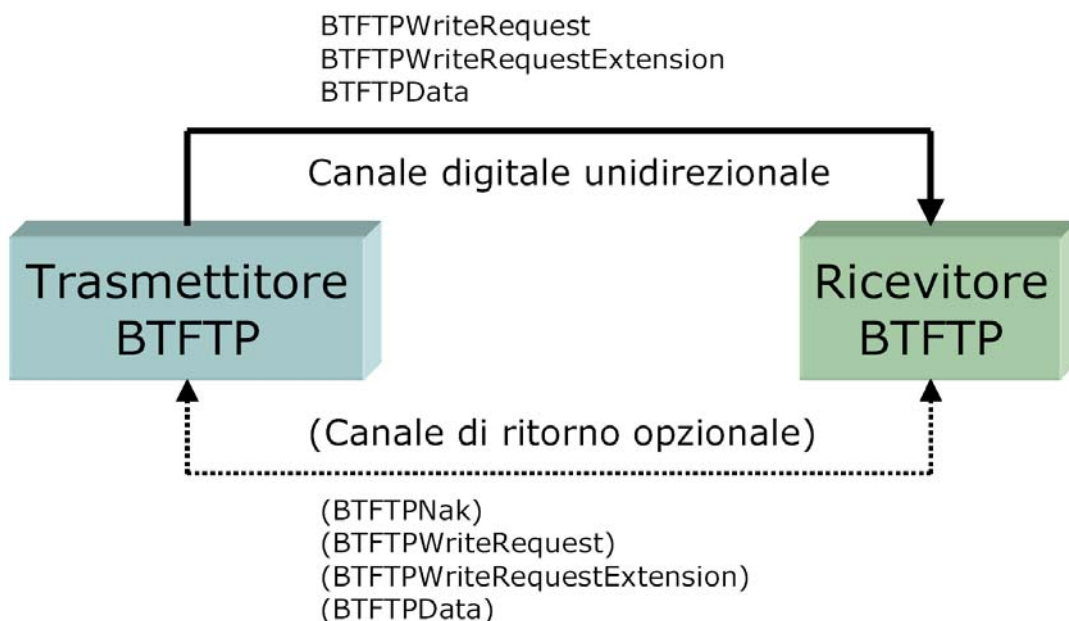 BTFTPWriteRequest
BTFTPWriteRequestExtension
BTFTPData
Canale digitale unidirezionale
Trasmettitore
BTFTP
Ricevitore
BTFTP
(Canale di ritorno opzionale)
(BTFTPNak)
(BTFTPWriteRequest)
(BTFTPWriteRequestExtension)
(BTFTPData)